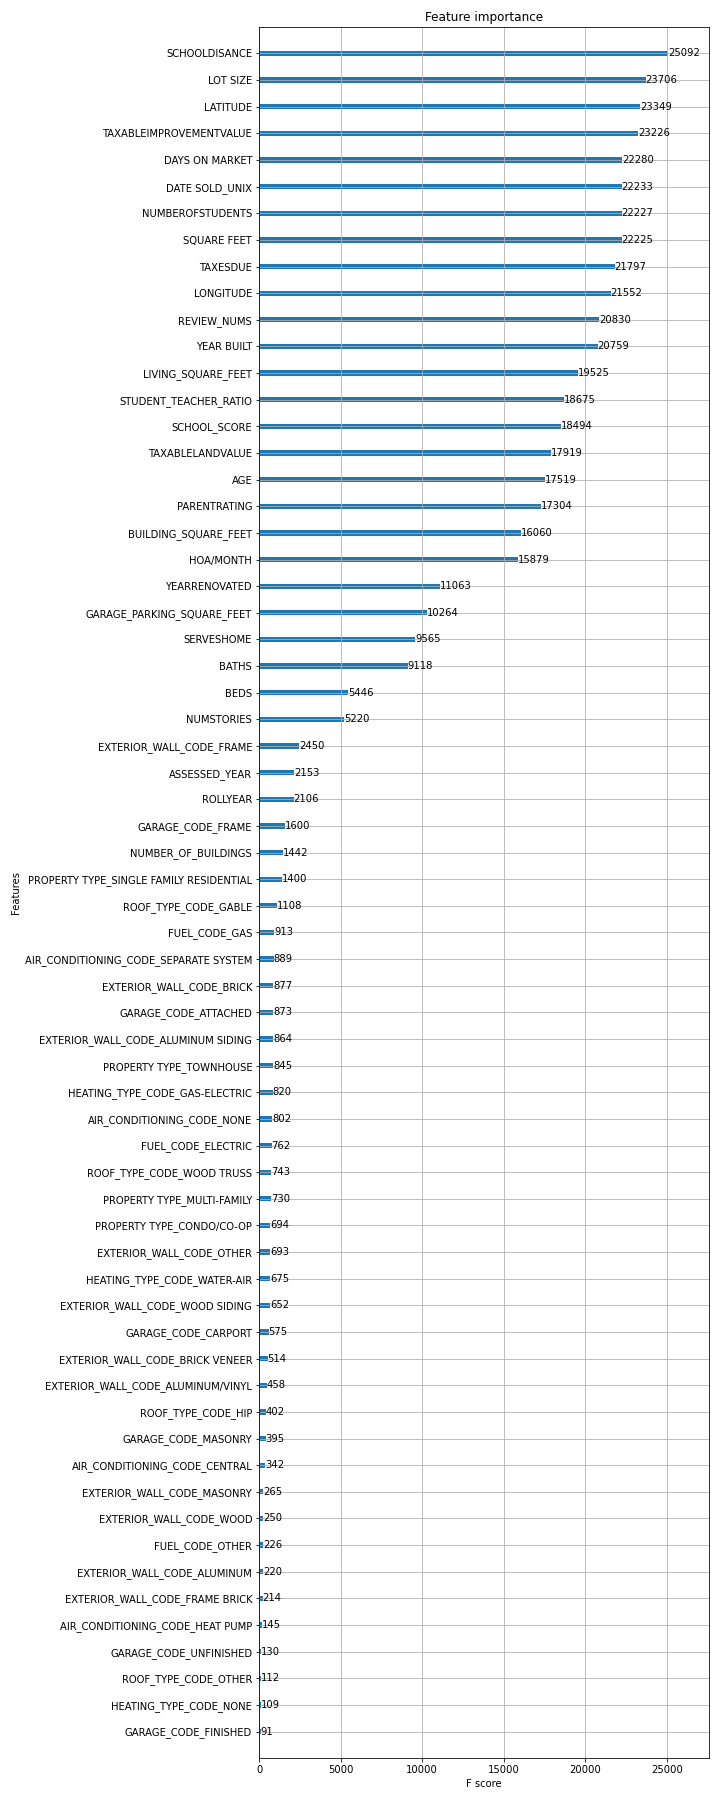 Feature importance
SCHOOLDISANCE 25092
LOT SIZE 23706
LATITUDE 23349
TAXABLEIMPROVEMENTVALUE 23226
DAYS ON MARKET 22280
DATE SOLD_UNIX 22233
NUMBEROFSTUDENTS 22227
SQUARE FEET 22225
TAXESDUE 21797
LONGITUDE 21552
REVIEW_NUMS 20830
YEAR BUILT 20759
LIVING_SQUARE_FEET 19525
STUDENT_TEACHER_RATIO 18675
SCHOOL_SCORE 18494
TAXABLELANDVALUE 17919
AGE 17519
PARENTRATING 17304
BUILDING_SQUARE_FEET 16060
HOA/MONTH 15879
YEARRENOVATED 11063
GARAGE_PARKING_SQUARE_FEET 10264
SERVESHOME 9565
BATHS 9118
BEDS 5446
NUMSTORIES 5220
EXTERIOR_WALL_CODE_FRAME 2450
ASSESSED_YEAR 2153
ROLLYEAR 2106
GARAGE_CODE_FRAME 1600
NUMBER_OF_BUILDINGS 1442
PROPERTY TYPE_SINGLE FAMILY RESIDENTIAL 1400
Features
ROOF_TYPE_CODE_GABLE 1108
FUEL_CODE_GAS 913
AIR_CONDITIONING_CODE_SEPARATE SYSTEM 889
EXTERIOR_WALL_CODE_BRICK 877
GARAGE_CODE_ATTACHED 873
EXTERIOR_WALL_CODE_ALUMINUM SIDING 864
PROPERTY TYPE_TOWNHOUSE 845
HEATING_TYPE_CODE_GAS-ELECTRIC 820
AIR_CONDITIONING_CODE_NONE 802
FUEL_CODE_ELECTRIC 762
ROOF_TYPE_CODE_WOOD TRUSS 743
PROPERTY TYPE_MULTI-FAMILY 730
PROPERTY TYPE_CONDO/CO-OP 694
EXTERIOR_WALL_CODE_OTHER 693
HEATING_TYPE_CODE_WATER-AIR 675
EXTERIOR_WALL_CODE_WOOD SIDING 652
GARAGE_CODE_CARPORT 575
EXTERIOR_WALL_CODE_BRICK VENEER 514
EXTERIOR_WALL_CODE_ALUMINUM/VINYL 458
ROOF_TYPE_CODE_HIP 402
GARAGE_CODE_MASONRY 395
AIR_CONDITIONING_CODE_CENTRAL 342
EXTERIOR_WALL_CODE_MASONRY 265
EXTERIOR_WALL_CODE_WOOD 250
FUEL_CODE_OTHER 226
EXTERIOR_WALL_CODE_ALUMINUM 220
EXTERIOR_WALL_CODE_FRAME BRICK 214
AIR_CONDITIONING_CODE_HEAT PUMP 145
GARAGE_CODE_UNFINISHED 130
ROOF_TYPE_CODE_OTHER 112
HEATING_TYPE_CODE_NONE 109
GARAGE_CODE_FINISHED 91
0 5000 10000 15000 20000 25000
F score